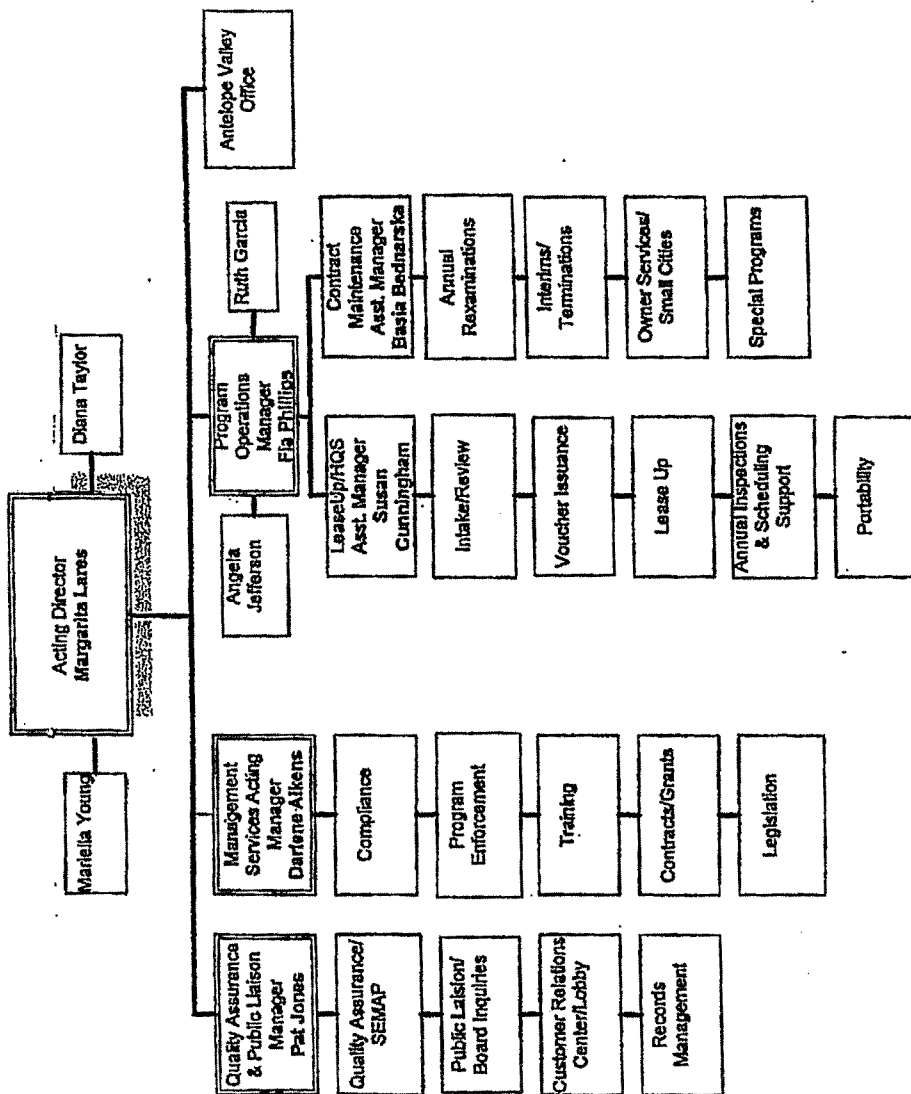 Acting Director
Margarita Lares
Mariella Young
Diana Taylor
Quality Assurance
& Public Liaison
Manager
Pat Jones
Quality Assurance/
SEMAP
Public Laision/
Board Inquiries
Customer Relations
Center/Lobby
Records
Management
Management
Services Acting
Manager
Darlene Aikens
Compliance
Program
Enforcement
Training
Contracts/Grants
Legislation
Angela
Jefferson
Program
Operations
Manager
Fia Phillips
Ruth Garcia
LeaseUp/HQS
Asst. Manager
Susan
Cunningham
Intake/Review
Voucher Issuance
Lease Up
Annual Inspections
& Scheduling
Support
Portability
Contract
Maintenance
Asst. Manager
Basia Bednarska
Annual
Rexaminations
Interims/
Terminations
Owner Services/
Small Cities
Special Programs
Antelope Valley
Office